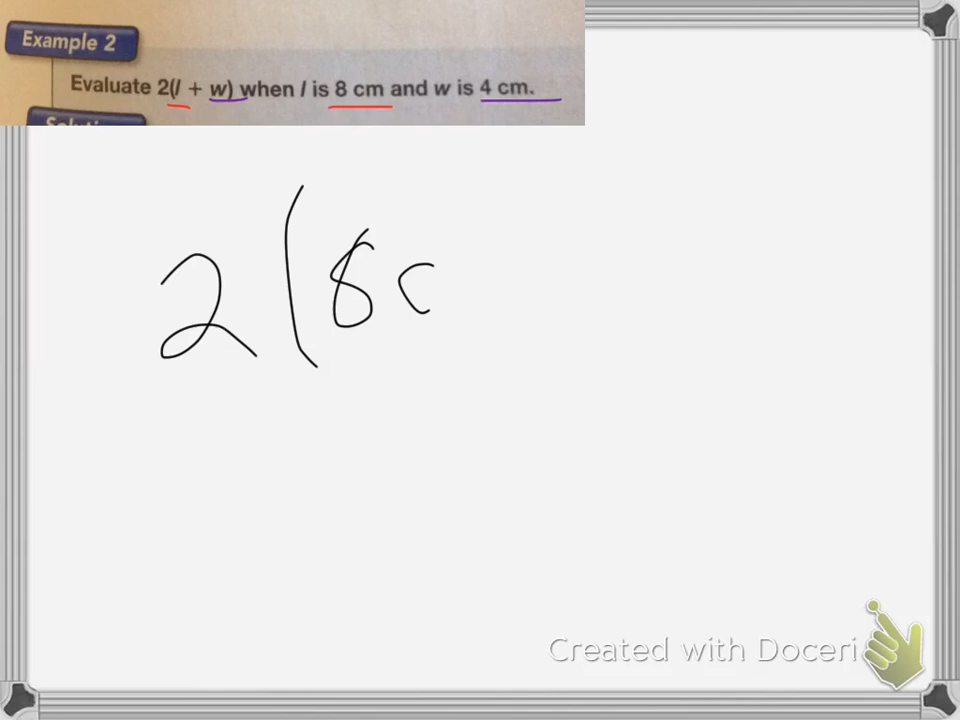 Example 2
Evaluate 2(l + w) when l is 8 cm and w is 4 cm.
2(8c
Created with Doceri